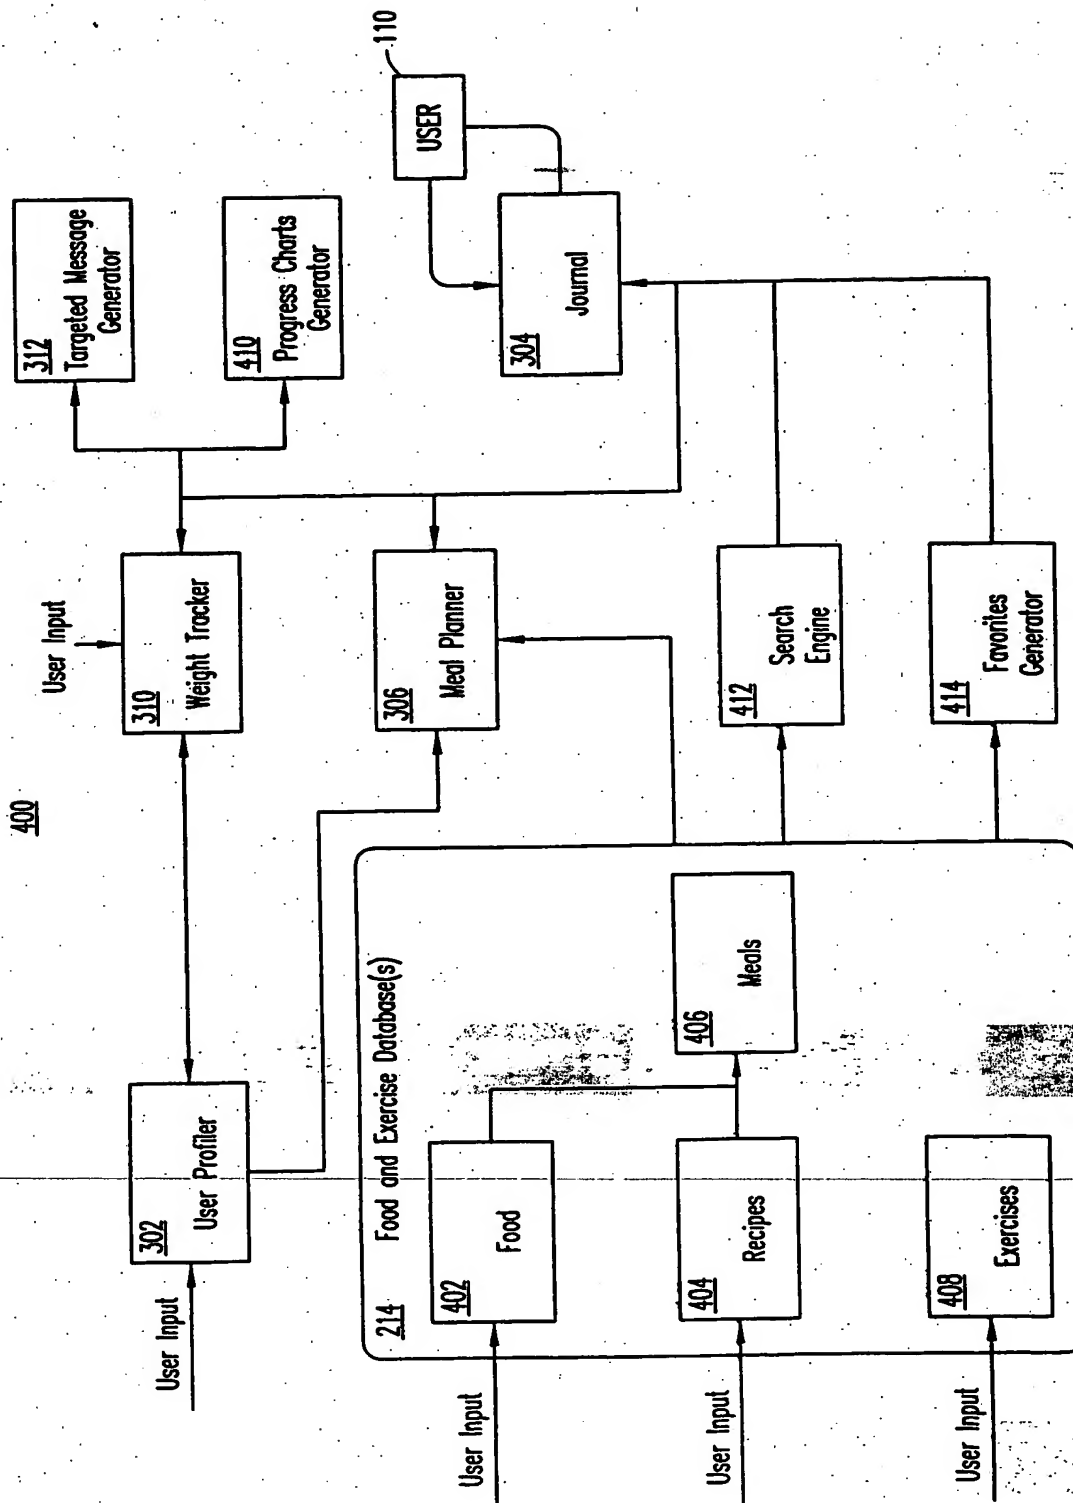 400
User Input
302
User Profiler
User Input
310
Weight Tracker
312
Targeted Message
Generator
410
Progress Charts
Generator
306
Meal Planner
110
USER
304
Journal
214
Food and Exercise Database(s)
User Input
402
Food
User Input
404
Recipes
406
Meals
User Input
408
Exercises
412
Search
Engine
414
Favorites
Generator